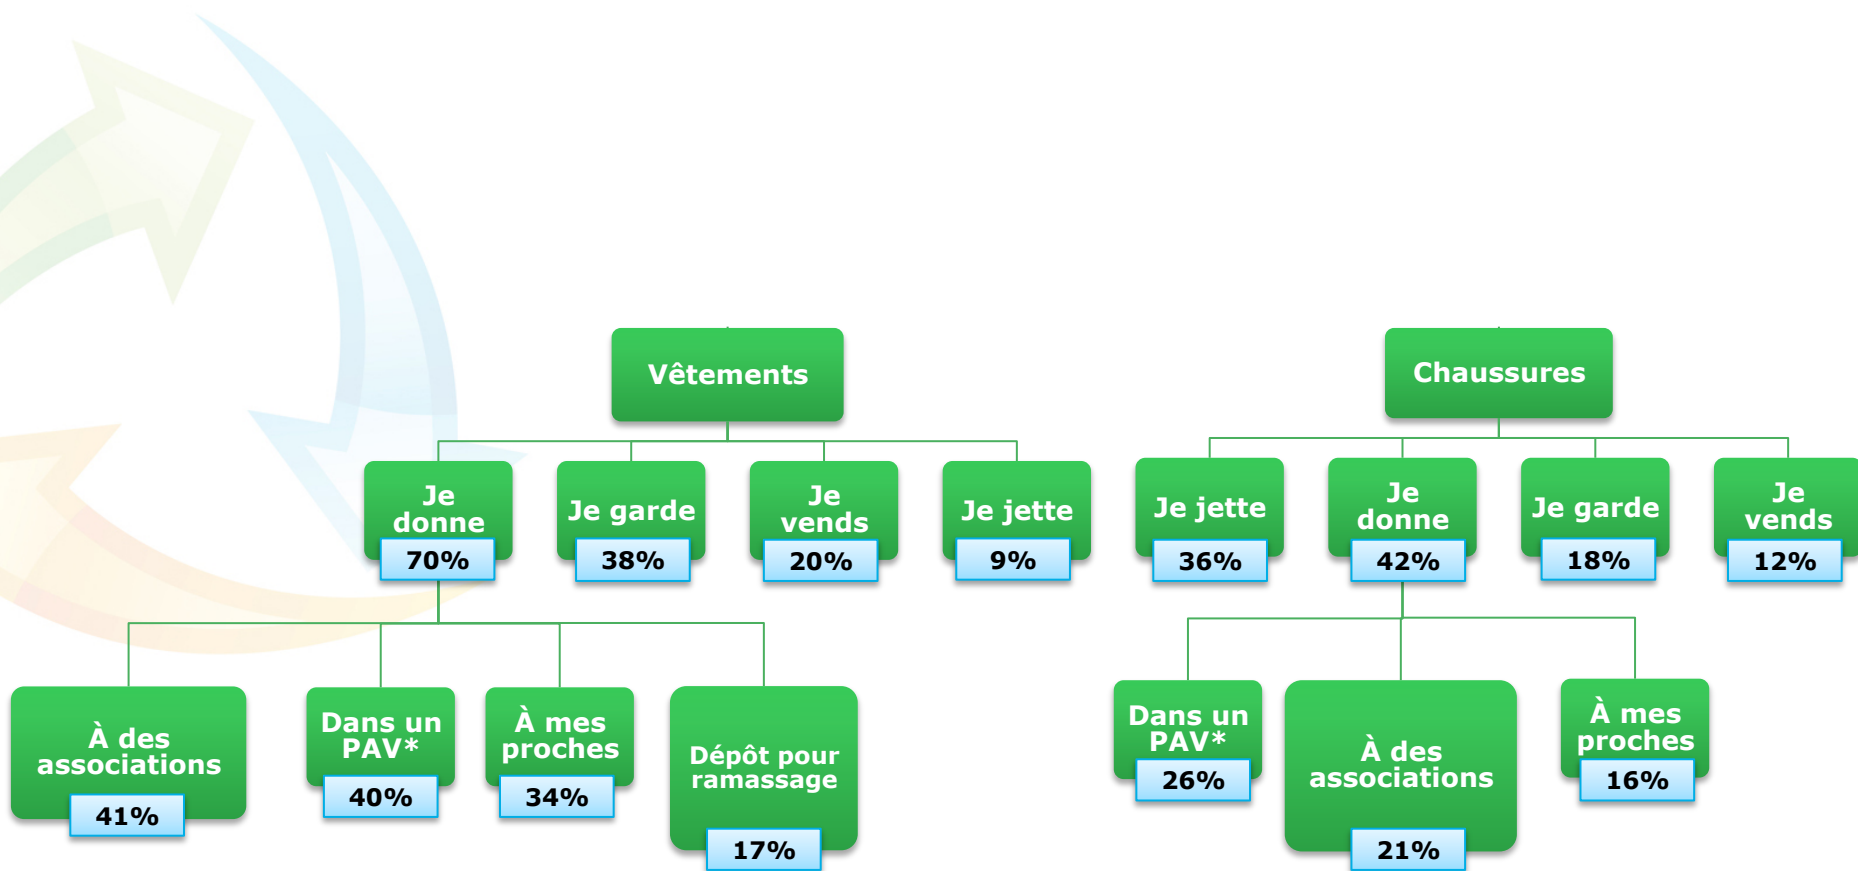 Vêtements
Je
donne
70%
Je garde
38%
Je
vends
20%
Je jette
9%
À des
associations
41%
Dans un
PAV*
40%
À mes
proches
34%
Dépôt pour
ramassage
17%
Chaussures
Je jette
36%
Je
donne
42%
Je garde
18%
Je
vends
12%
Dans un
PAV*
26%
À des
associations
21%
À mes
proches
16%